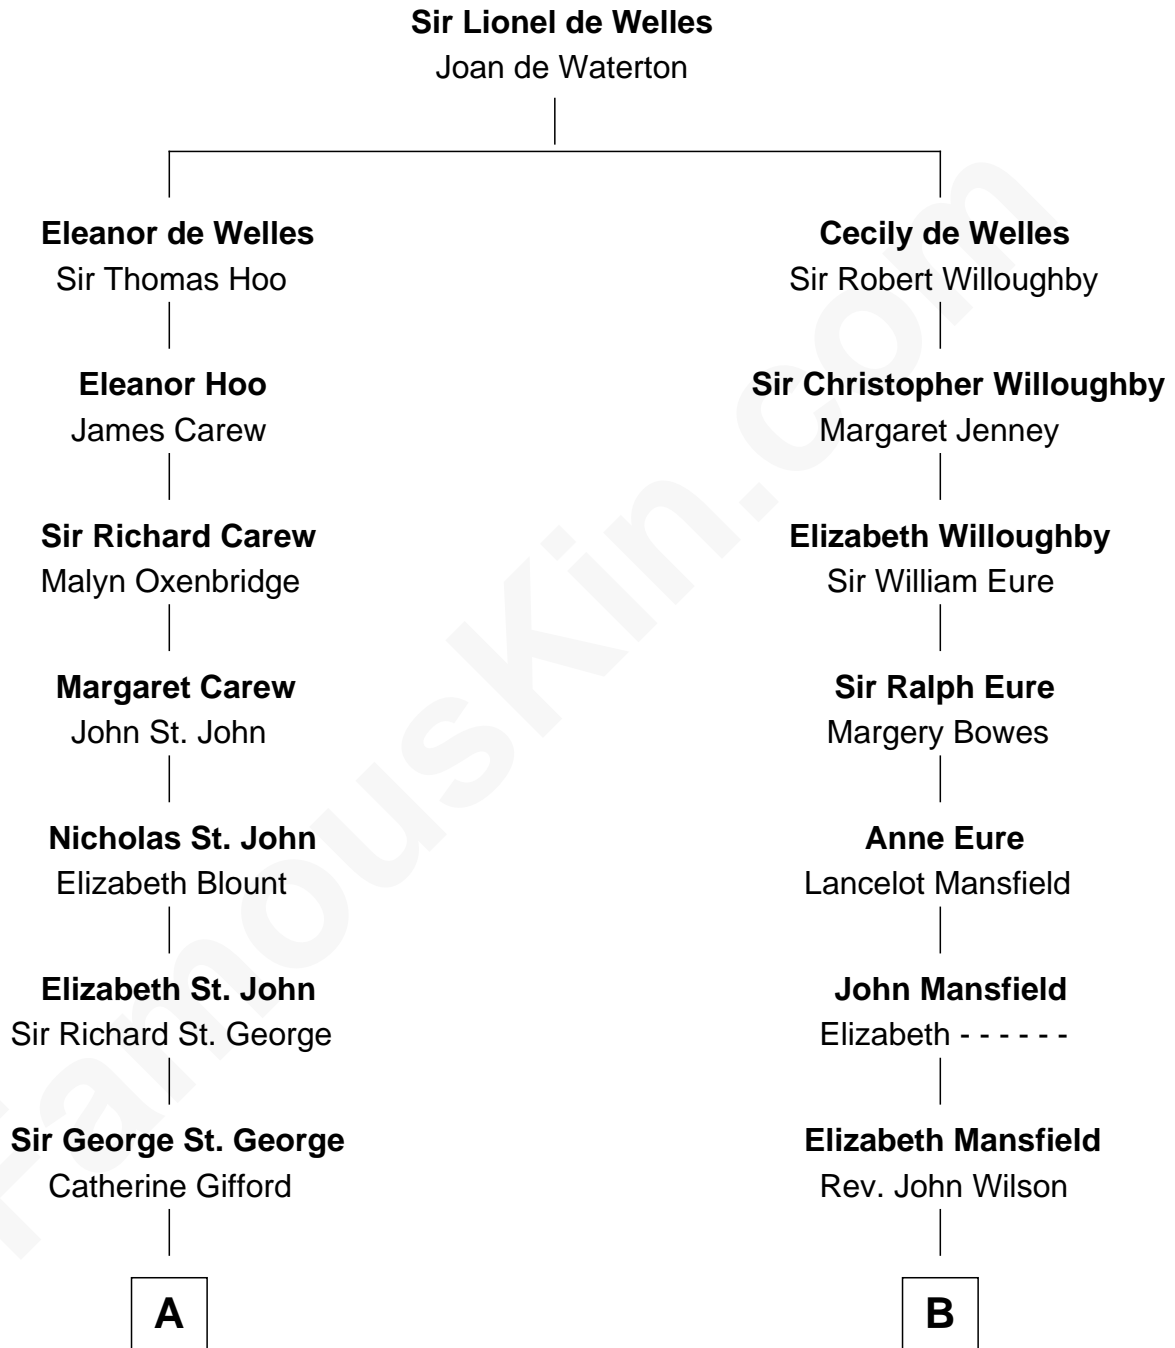 Sir Lionel de Welles
Joan de Waterton
Eleanor de Welles
Sir Thomas Hoo
Eleanor Hoo
James Carew
Sir Richard Carew
Malyn Oxenbridge
Margaret Carew
John St. John
Nicholas St. John
Elizabeth Blount
Elizabeth St. John
Sir Richard St. George
Sir George St. George
Catherine Gifford
A
Cecily de Welles
Sir Robert Willoughby
Sir Christopher Willoughby
Margaret Jenney
Elizabeth Willoughby
Sir William Eure
Sir Ralph Eure
Margery Bowes
Anne Eure
Lancelot Mansfield
John Mansfield
Elizabeth - - - - - -
Elizabeth Mansfield
Rev. John Wilson
B
FamousKin.com